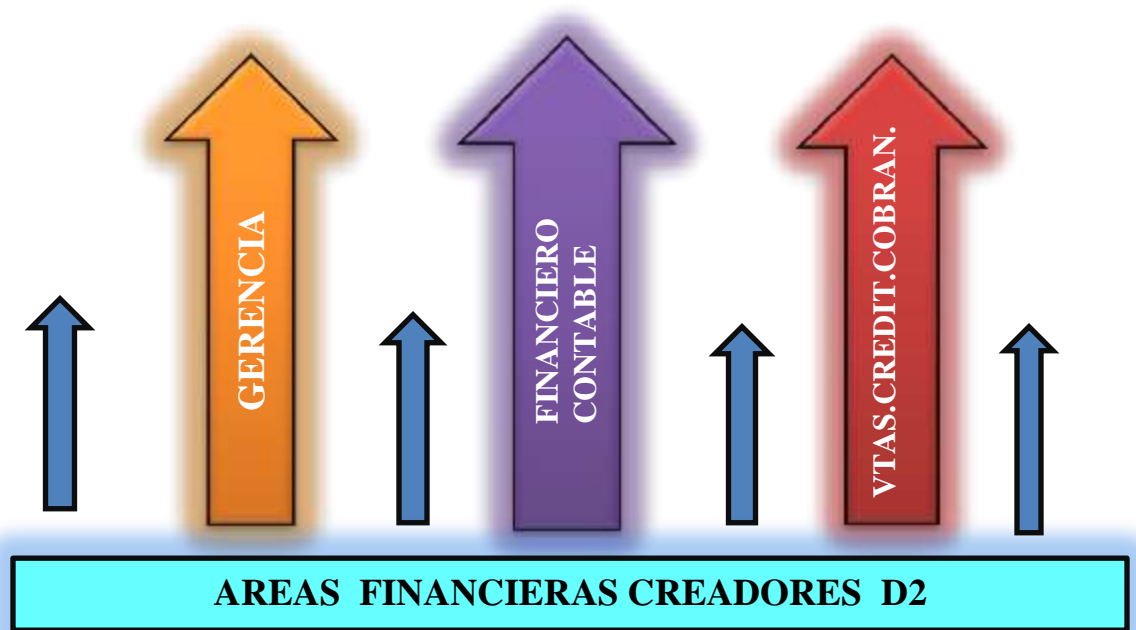 GERENCIA
FINANCIERO
CONTABLE
VTAS.CREDIT.COBRAN.
AREAS FINANCIERAS CREADORES D2